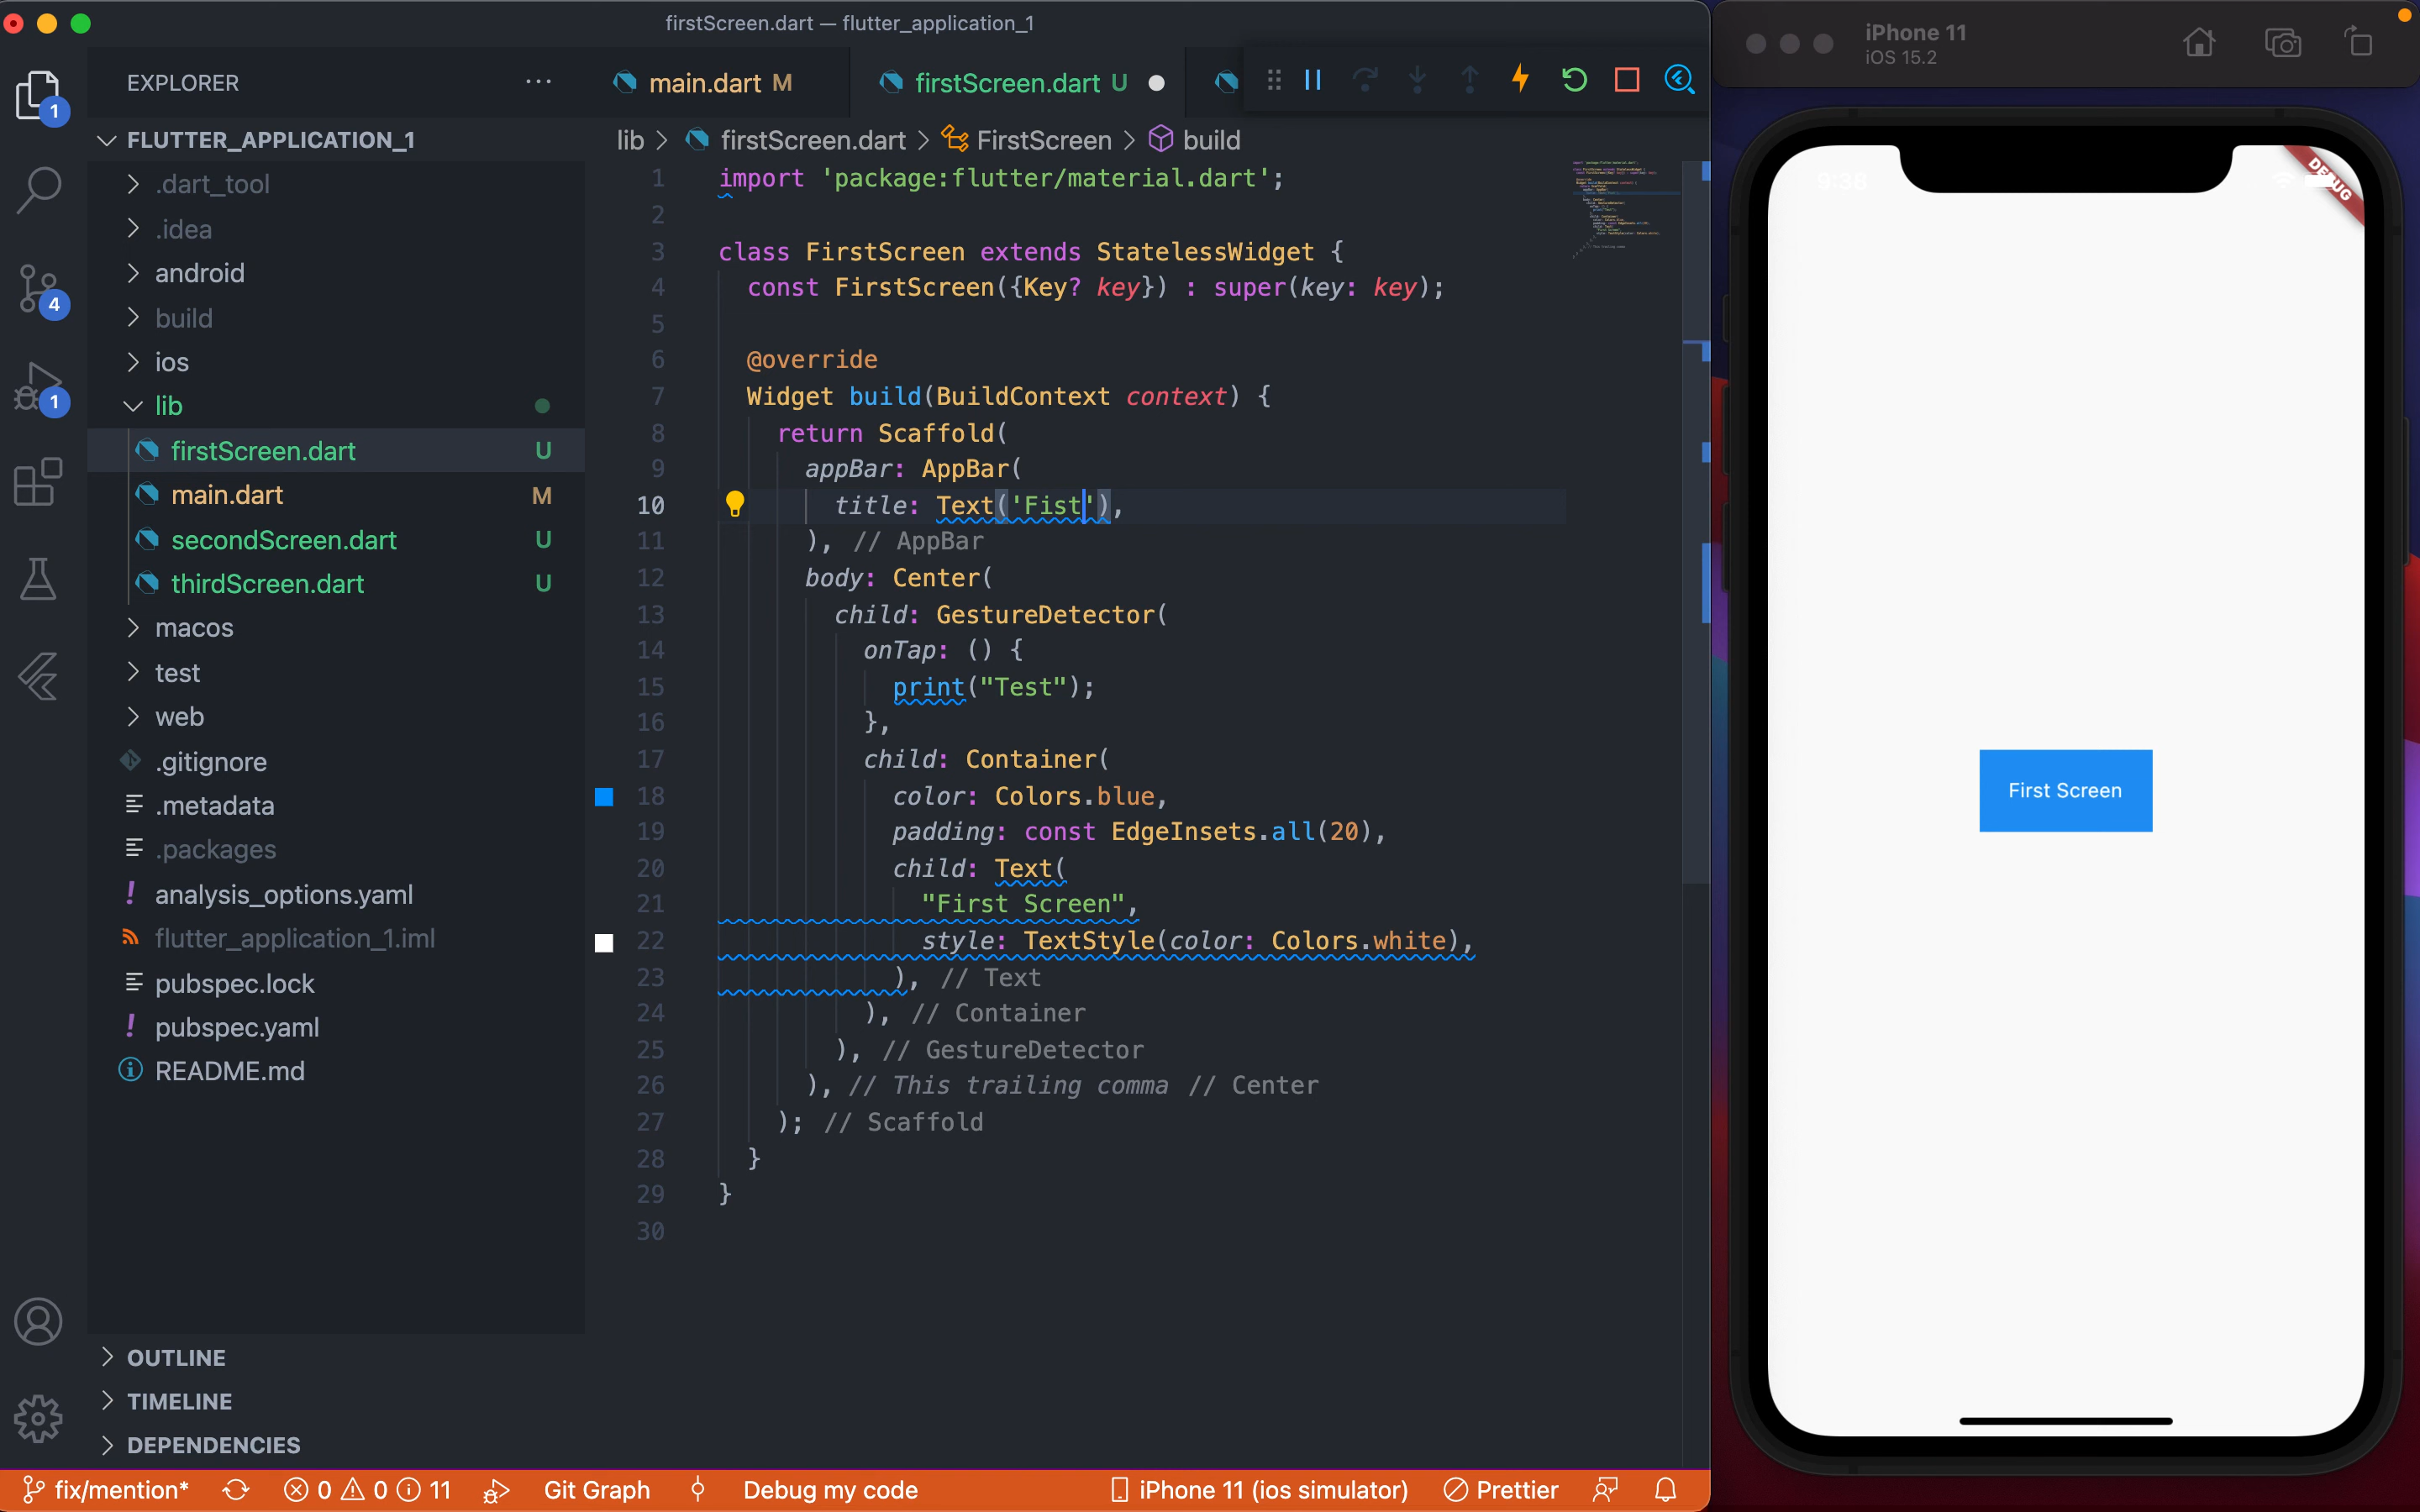 firstScreen.dart — flutter_application_1
iPhone 11
iOS 15.2
EXPLORER
main.dart M
firstScreen.dart U
FLUTTER_APPLICATION_1
lib > firstScreen.dart > FirstScreen > build
.dart_tool
.idea
android
build
ios
lib
firstScreen.dart U
main.dart M
secondScreen.dart U
thirdScreen.dart U
macos
test
web
.gitignore
.metadata
.packages
analysis_options.yaml
flutter_application_1.iml
pubspec.lock
pubspec.yaml
README.md
OUTLINE
TIMELINE
DEPENDENCIES
1
4
1
1 import 'package:flutter/material.dart';
2
3 class FirstScreen extends StatelessWidget {
4 const FirstScreen({Key? key}) : super(key: key);
5
6 @override
7 Widget build(BuildContext context) {
8 return Scaffold(
9 appBar: AppBar(
10 title: Text('Fist'),
11 ), // AppBar
12 body: Center(
13 child: GestureDetector(
14 onTap: () {
15 print("Test");
16 },
17 child: Container(
18 color: Colors.blue,
19 padding: const EdgeInsets.all(20),
20 child: Text(
21 "First Screen",
22 style: TextStyle(color: Colors.white),
23 ), // Text
24 ), // Container
25 ), // GestureDetector
26 ), // This trailing comma // Center
27 ); // Scaffold
28 }
29 }
30
9:36
DEBUG
First Screen
fix/mention* 0 0 11 Git Graph Debug my code iPhone 11 (ios simulator) Prettier